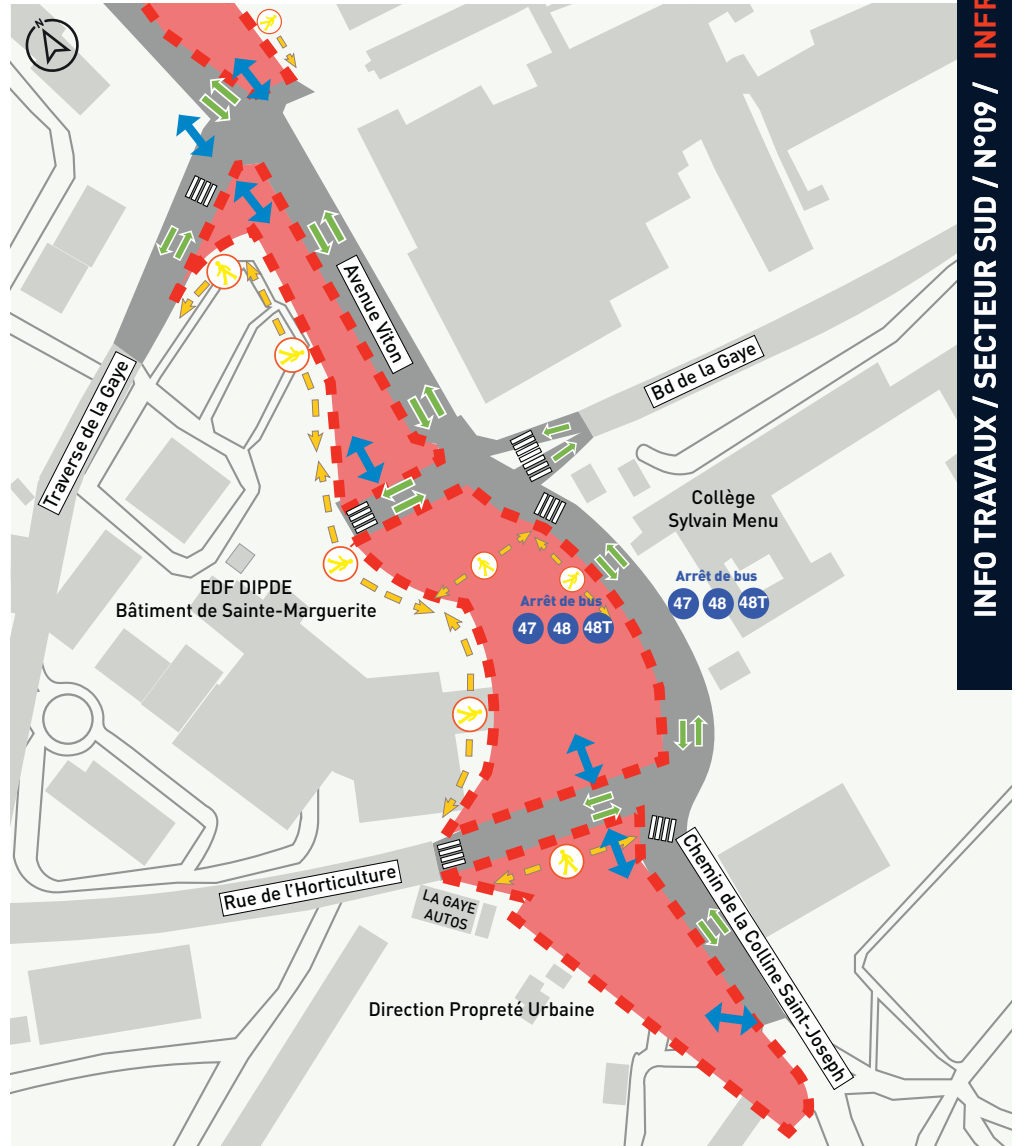 N
INFO TRAVAUX / SECTEUR SUD / N°09 / INFR
Avenue Viton
Bd de la Gaye
Traverse de la Gaye
Collège
Sylvain Menu
Arrêt de bus
47 48 48T
EDF DIPDE
Bâtiment de Sainte-Marguerite
Arrêt de bus
47 48 48T
Rue de l'Horticulture
LA GAYE
AUTOS
Chemin de la Colline Saint-Joseph
Direction Propreté Urbaine